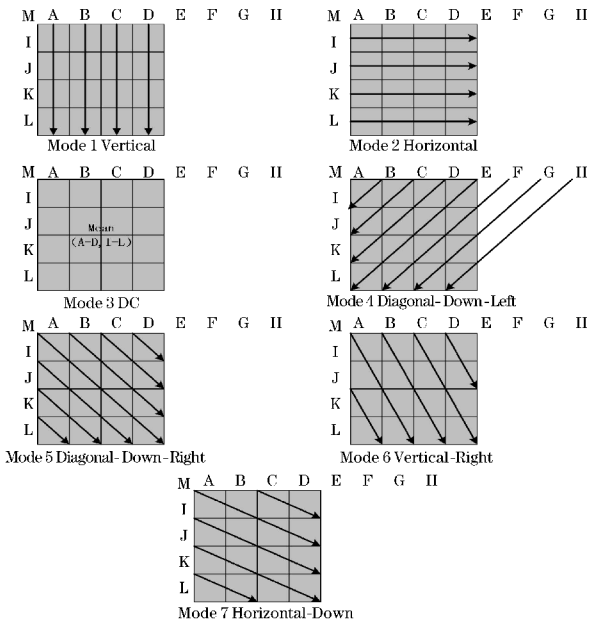 M A B C D E F G H
I
J
K
L
Mode 1 Vertical
M A B C D E F G H
I
J
K
L
Mode 2 Horizontal
M A B C D E F G H
I
J
K
L
Mean
(A-D, I-L)
Mode 3 DC
M A B C D E F G H
I
J
K
L
Mode 4 Diagonal-Down-Left
M A B C D E F G H
I
J
K
L
Mode 5 Diagonal-Down-Right
M A B C D E F G H
I
J
K
L
Mode 6 Vertical-Right
M A B C D E F G H
I
J
K
L
Mode 7 Horizontal-Down